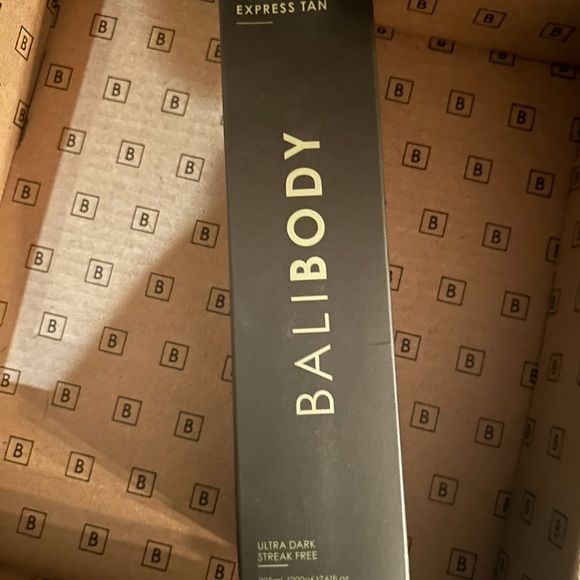 EXPRESS TAN
BALIBODY
ULTRA DARK
STREAK FREE